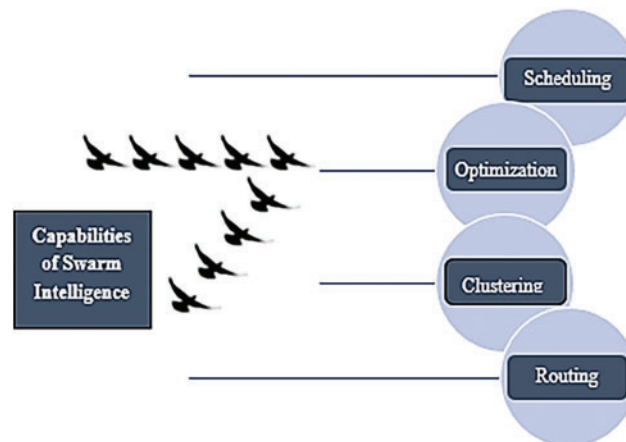 Scheduling
Optimization
Capabilities
of Swarm
Intelligence
Clustering
Routing